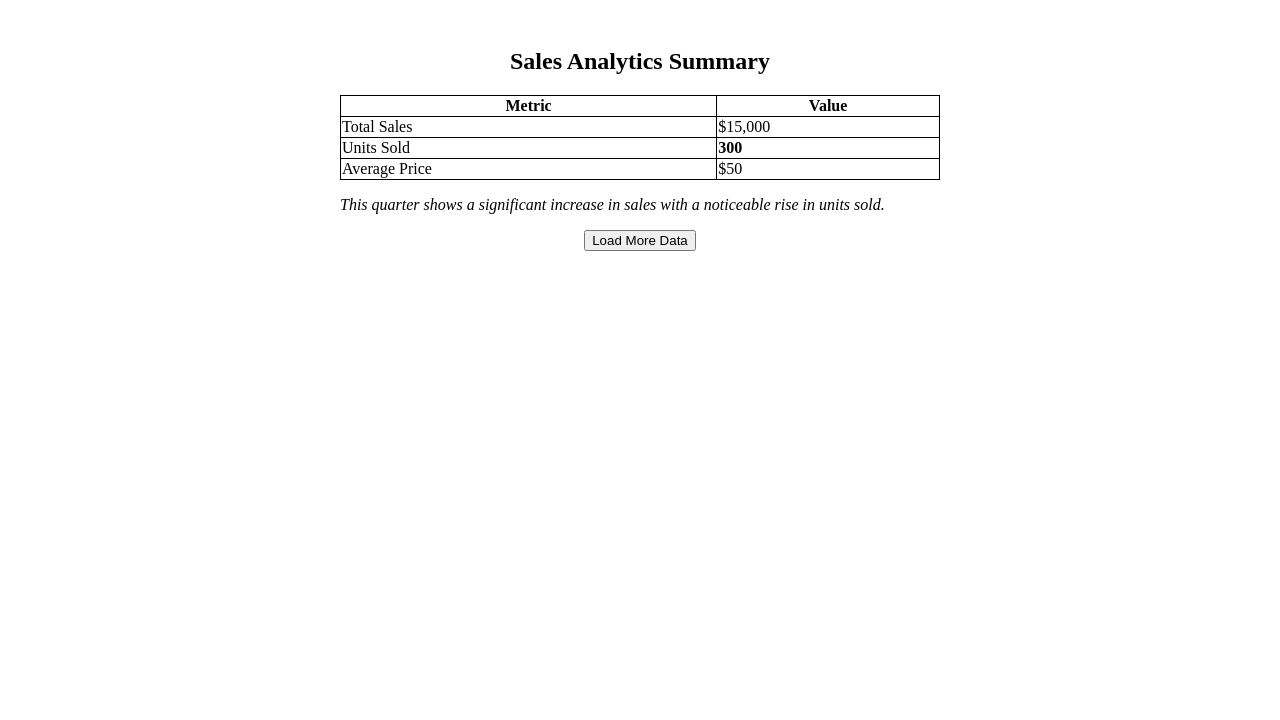 Sales Analytics Summary
Metric Value
Total Sales $15,000
Units Sold 300
Average Price $50
This quarter shows a significant increase in sales with a noticeable rise in units sold.
Load More Data